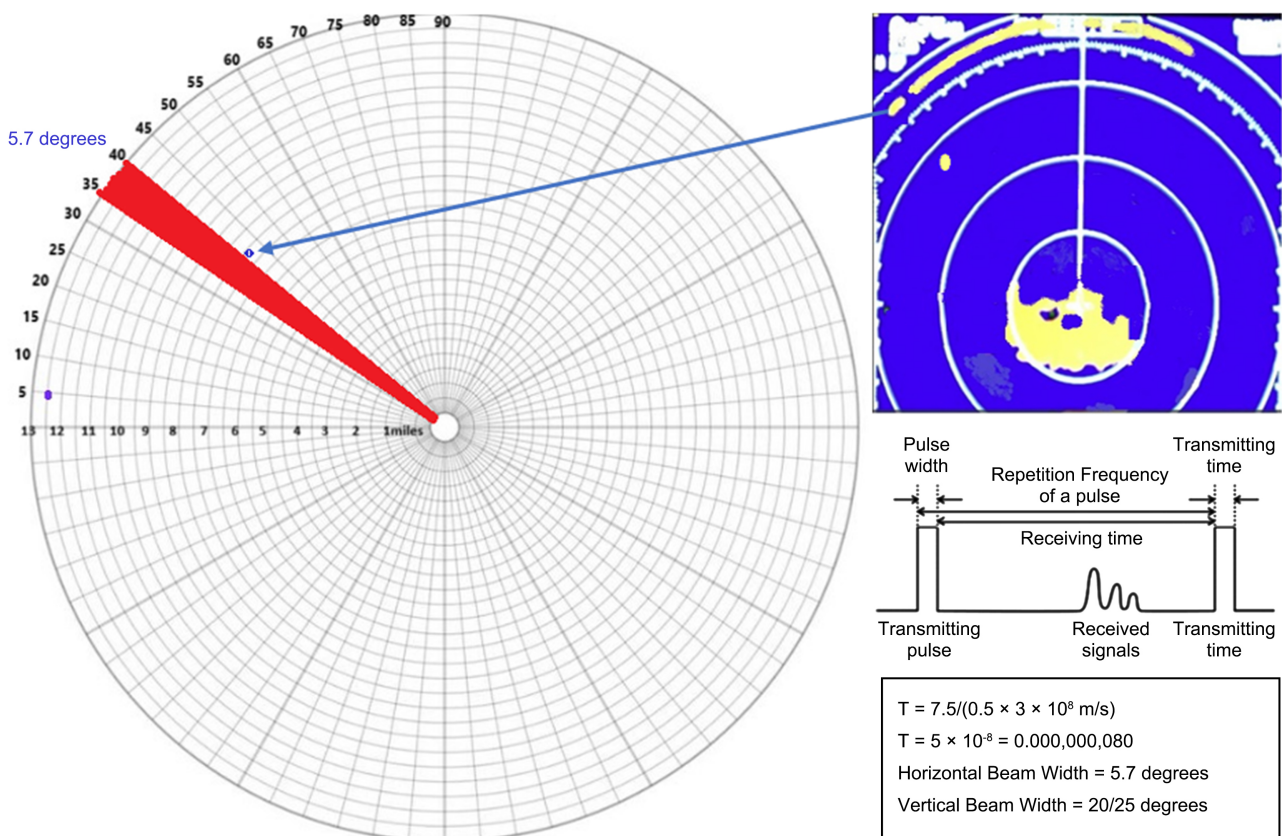 5.7 degrees
90
85
80
75
70
65
60
55
50
45
40
35
30
25
20
15
10
5
13 12 11 10 9 8 7 6 5 4 3 2 1miles
Pulse
width
Transmitting
time
Repetition Frequency
of a pulse
Receiving time
Transmitting
pulse
Received
signals
Transmitting
time
T = 7.5/(0.5 × 3 × 10⁸ m/s)
T = 5 × 10⁻⁸ = 0.000,000,080
Horizontal Beam Width = 5.7 degrees
Vertical Beam Width = 20/25 degrees